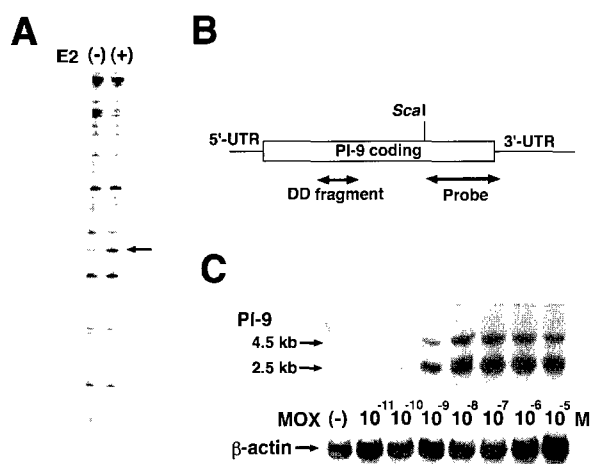 A
E2 (-) (+)
B
ScaI
5'-UTR
PI-9 coding
3'-UTR
DD fragment
Probe
C
PI-9
4.5 kb
2.5 kb
MOX (-) 10-11 10-10 10-9 10-8 10-7 10-6 10-5 M
β-actin